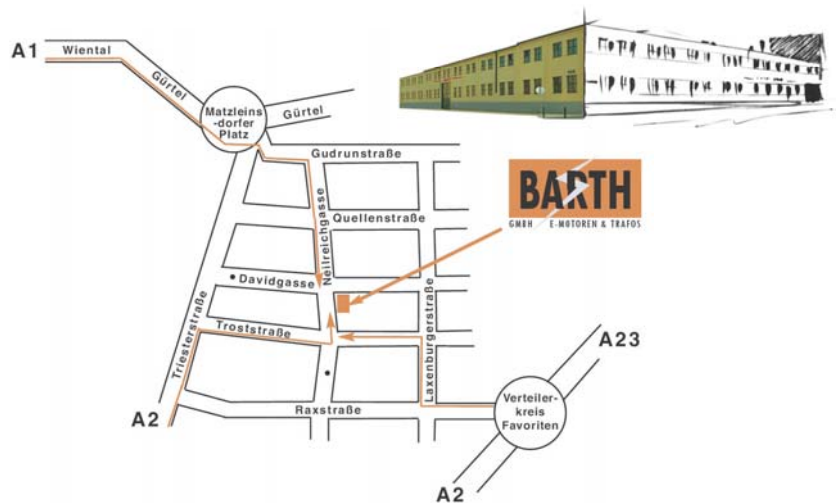 A1
Wiental
Gürtel
Matzleins
-dorfer
Platz
Gürtel
Gudrunstraße
BARTH
GMBH E-MOTOREN & TRAFOS
Neilreichgasse
Quellenstraße
Davidgasse
Triesterstraße
Troststraße
Laxenburgerstraße
A23
A2
Raxstraße
Verteiler-
kreis
Favoriten
A2